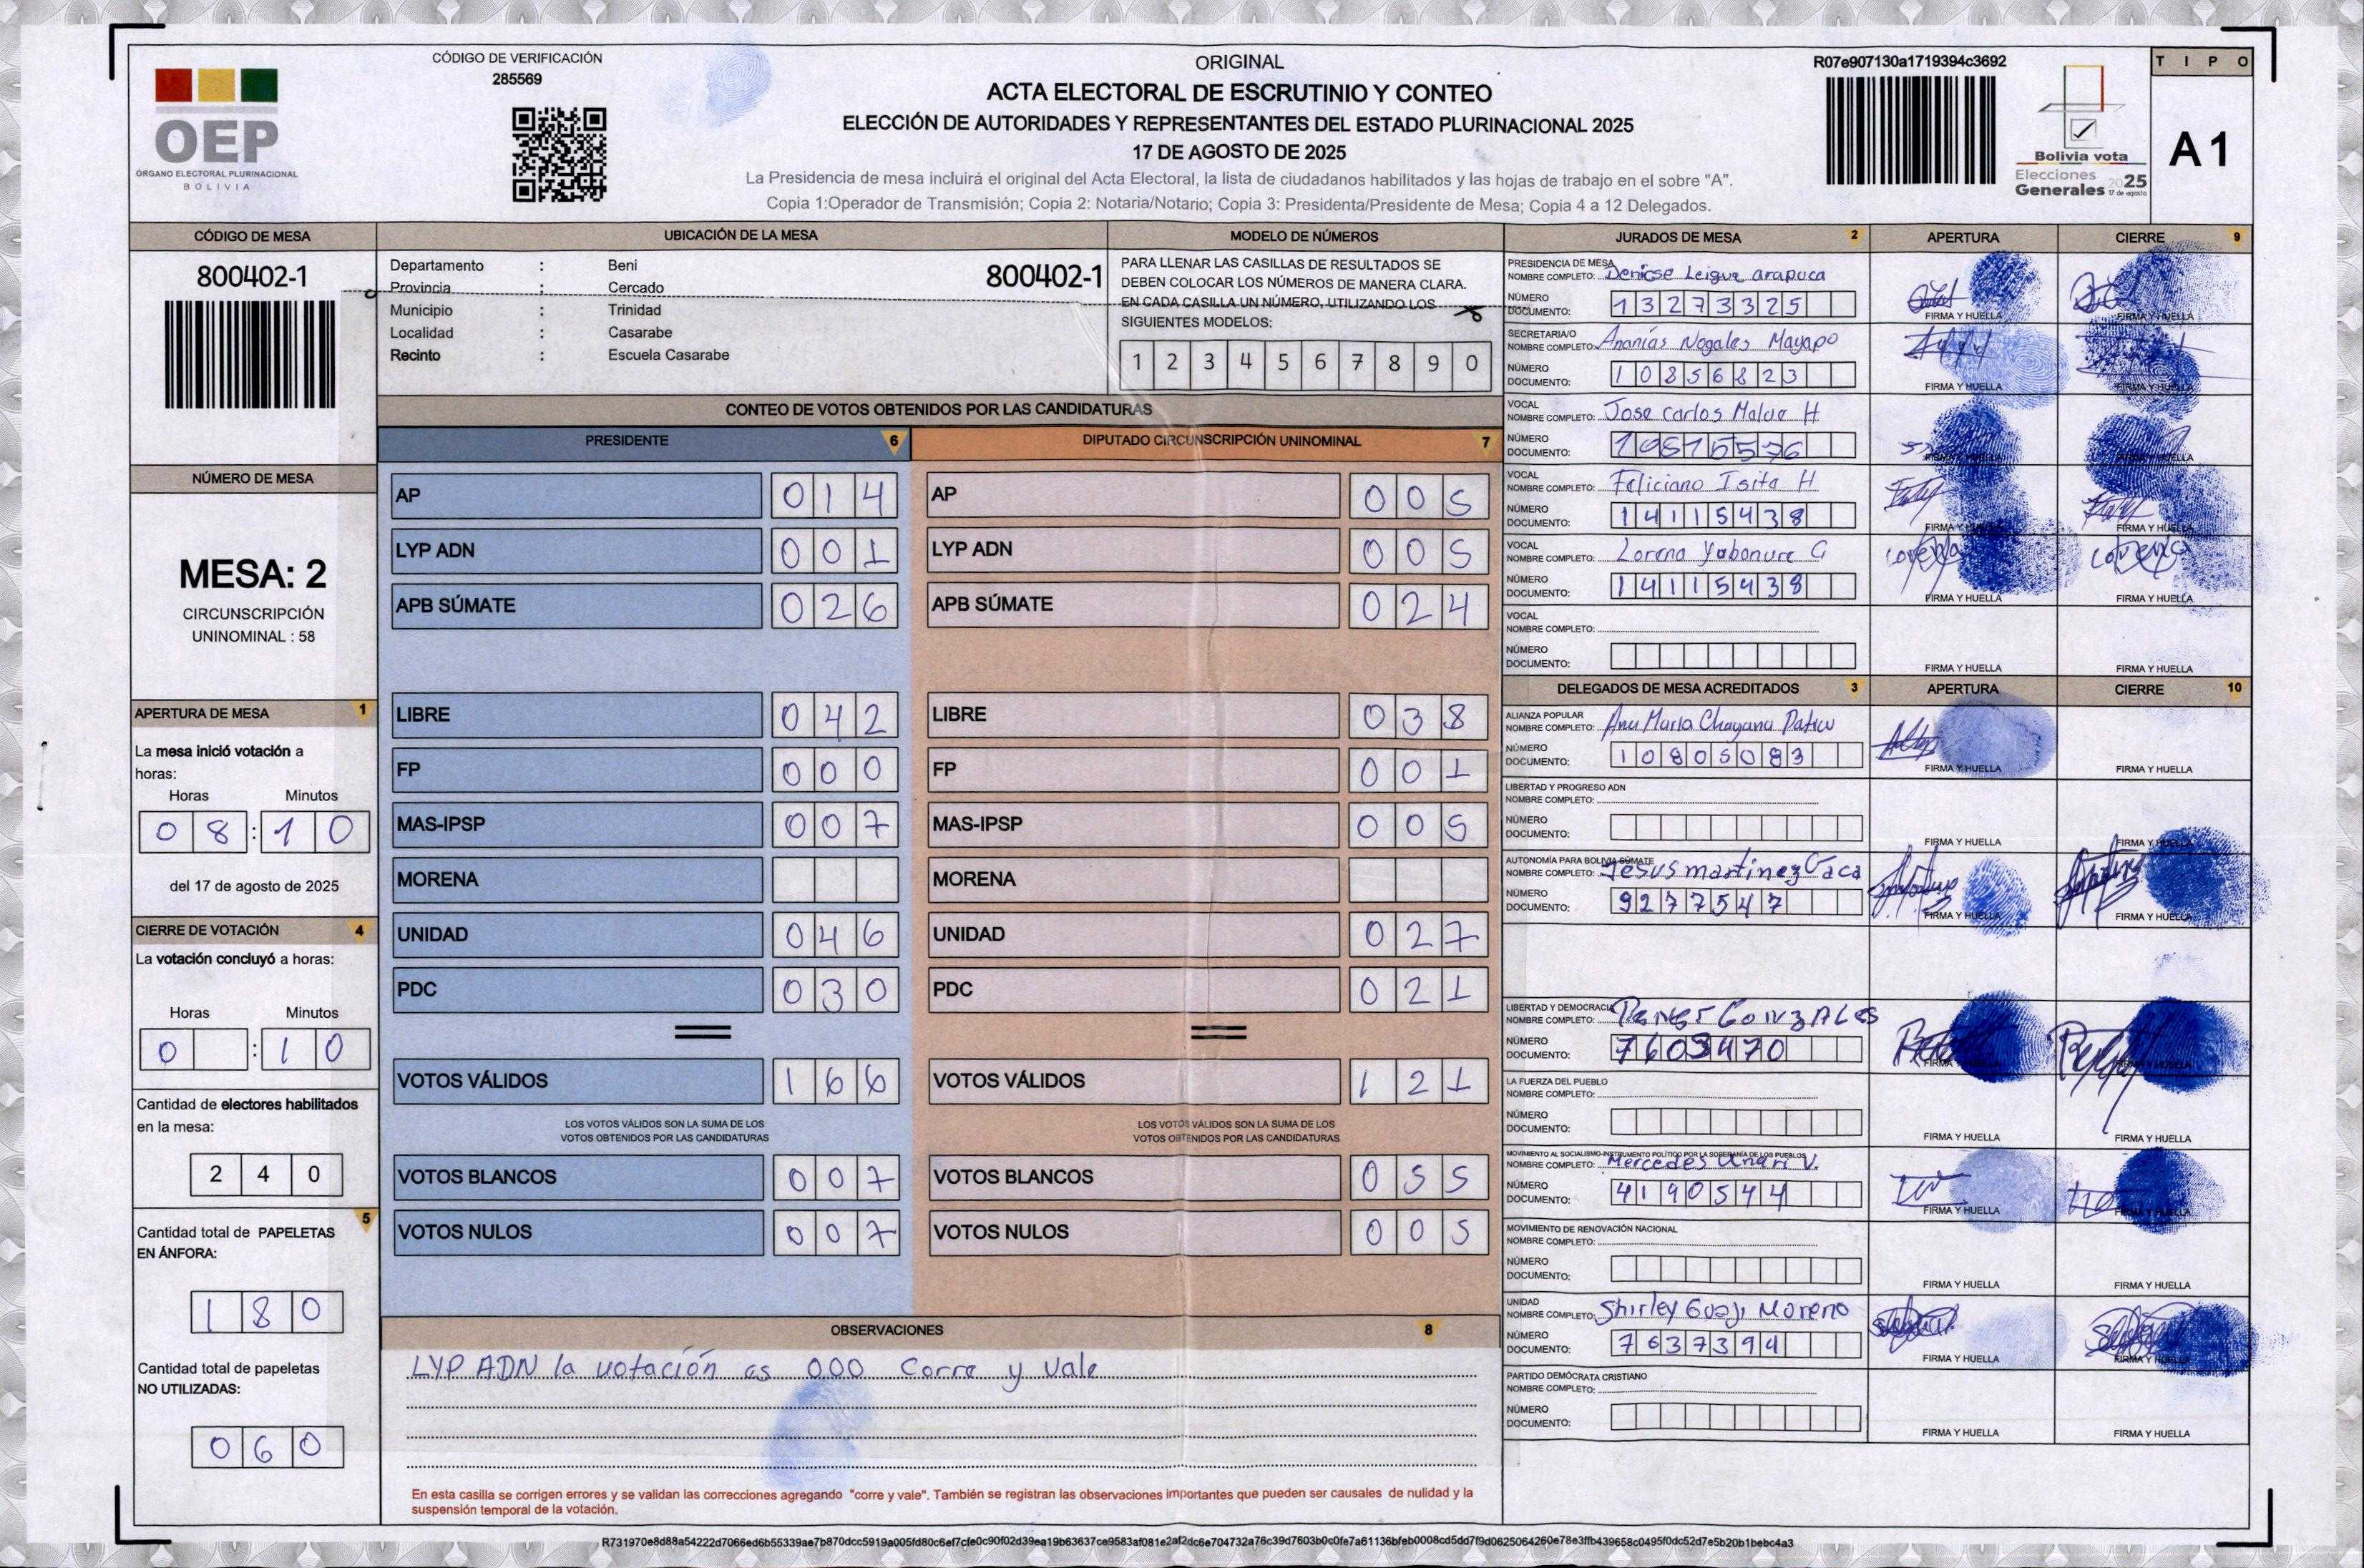 CÓDIGO DE VERIFICACIÓN
285569
OEP
ÓRGANO ELECTORAL PLURINACIONAL
BOLIVIA
ORIGINAL
ACTA ELECTORAL DE ESCRUTINIO Y CONTEO
ELECCIÓN DE AUTORIDADES Y REPRESENTANTES DEL ESTADO PLURINACIONAL 2025
17 DE AGOSTO DE 2025
La Presidencia de mesa incluirá el original del Acta Electoral, la lista de ciudadanos habilitados y las hojas de trabajo en el sobre "A".
Copia 1:Operador de Transmisión; Copia 2: Notaria/Notario; Copia 3: Presidenta/Presidente de Mesa; Copia 4 a 12 Delegados.
R07e907130a1719394c3692
Bolivia vota
Elecciones
Generales 2025
17 de agosto
TIPO
A1
CÓDIGO DE MESA
800402-1
NÚMERO DE MESA
MESA: 2
CIRCUNSCRIPCIÓN
UNINOMINAL : 58
APERTURA DE MESA 1
La mesa inició votación a
horas:
Horas Minutos
08:10
del 17 de agosto de 2025
CIERRE DE VOTACIÓN 4
La votación concluyó a horas:
Horas Minutos
0 :10
Cantidad de electores habilitados
en la mesa:
240
5
Cantidad total de PAPELETAS
EN ÁNFORA:
180
Cantidad total de papeletas
NO UTILIZADAS:
060
UBICACIÓN DE LA MESA
Departamento : Beni
800402-1
Provincia : Cercado
Municipio : Trinidad
Localidad : Casarabe
Recinto : Escuela Casarabe
MODELO DE NÚMEROS
PARA LLENAR LAS CASILLAS DE RESULTADOS SE
DEBEN COLOCAR LOS NÚMEROS DE MANERA CLARA.
EN CADA CASILLA UN NÚMERO, UTILIZANDO LOS
SIGUIENTES MODELOS:
1 2 3 4 5 6 7 8 9 0
CONTEO DE VOTOS OBTENIDOS POR LAS CANDIDATURAS
PRESIDENTE 6
AP 014
LYP ADN 001
APB SÚMATE 026
LIBRE 042
FP 000
MAS-IPSP 007
MORENA
UNIDAD 046
PDC 030
VOTOS VÁLIDOS 166
LOS VOTOS VÁLIDOS SON LA SUMA DE LOS
VOTOS OBTENIDOS POR LAS CANDIDATURAS
VOTOS BLANCOS 007
VOTOS NULOS 007
DIPUTADO CIRCUNSCRIPCIÓN UNINOMINAL 7
AP 005
LYP ADN 005
APB SÚMATE 024
LIBRE 038
FP 001
MAS-IPSP 005
MORENA
UNIDAD 027
PDC 021
VOTOS VÁLIDOS 121
LOS VOTOS VÁLIDOS SON LA SUMA DE LOS
VOTOS OBTENIDOS POR LAS CANDIDATURAS
VOTOS BLANCOS 055
VOTOS NULOS 005
OBSERVACIONES 8
LYP ADN la votación es 000 Corre y Vale
En esta casilla se corrigen errores y se validan las correcciones agregando "corre y vale". También se registran las observaciones importantes que pueden ser causales de nulidad y la
suspensión temporal de la votación.
JURADOS DE MESA 2 APERTURA CIERRE 9
PRESIDENCIA DE MESA
NOMBRE COMPLETO: Denicse Leigue arapuca
NÚMERO
DOCUMENTO: 13273325
FIRMA Y HUELLA FIRMA Y HUELLA
SECRETARIA/O
NOMBRE COMPLETO: Ananías Nogales Mayapo
NÚMERO
DOCUMENTO: 10856823
FIRMA Y HUELLA FIRMA Y HUELLA
VOCAL
NOMBRE COMPLETO: Jose Carlos Malue H
NÚMERO
DOCUMENTO:
FIRMA Y HUELLA FIRMA Y HUELLA
VOCAL
NOMBRE COMPLETO: Feliciano Isita H
NÚMERO
DOCUMENTO: 14115438
FIRMA Y HUELLA FIRMA Y HUELLA
VOCAL
NOMBRE COMPLETO: Lorena Yabonure G
NÚMERO
DOCUMENTO: 14115438
FIRMA Y HUELLA FIRMA Y HUELLA
VOCAL
NOMBRE COMPLETO:
NÚMERO
DOCUMENTO:
FIRMA Y HUELLA FIRMA Y HUELLA
DELEGADOS DE MESA ACREDITADOS 3 APERTURA CIERRE 10
ALIANZA POPULAR
NOMBRE COMPLETO: Ana Maria Chayana
NÚMERO
DOCUMENTO: 10805083
FIRMA Y HUELLA FIRMA Y HUELLA
LIBERTAD Y PROGRESO ADN
NOMBRE COMPLETO:
NÚMERO
DOCUMENTO:
FIRMA Y HUELLA FIRMA Y HUELLA
AUTONOMÍA PARA BOLIVIA SÚMATE
NOMBRE COMPLETO: Jesus martinez Vaca
NÚMERO
DOCUMENTO: 9277547
FIRMA Y HUELLA FIRMA Y HUELLA
LIBERTAD Y DEMOCRACIA
NOMBRE COMPLETO: GONZALES
NÚMERO
DOCUMENTO: 7603470
FIRMA FIRMA Y HUELLA
LA FUERZA DEL PUEBLO
NOMBRE COMPLETO:
NÚMERO
DOCUMENTO:
FIRMA Y HUELLA FIRMA Y HUELLA
MOVIMIENTO AL SOCIALISMO-INSTRUMENTO POLÍTICO POR LA SOBERANÍA DE LOS PUEBLOS
NOMBRE COMPLETO: Mercedes V.
NÚMERO
DOCUMENTO: 4190544
FIRMA Y HUELLA FIRMA Y HUELLA
MOVIMIENTO DE RENOVACIÓN NACIONAL
NOMBRE COMPLETO:
NÚMERO
DOCUMENTO:
FIRMA Y HUELLA FIRMA Y HUELLA
UNIDAD
NOMBRE COMPLETO: Shirley Guaji Moreno
NÚMERO
DOCUMENTO: 7637394
FIRMA Y HUELLA FIRMA Y HUELLA
PARTIDO DEMÓCRATA CRISTIANO
NOMBRE COMPLETO:
NÚMERO
DOCUMENTO:
FIRMA Y HUELLA FIRMA Y HUELLA